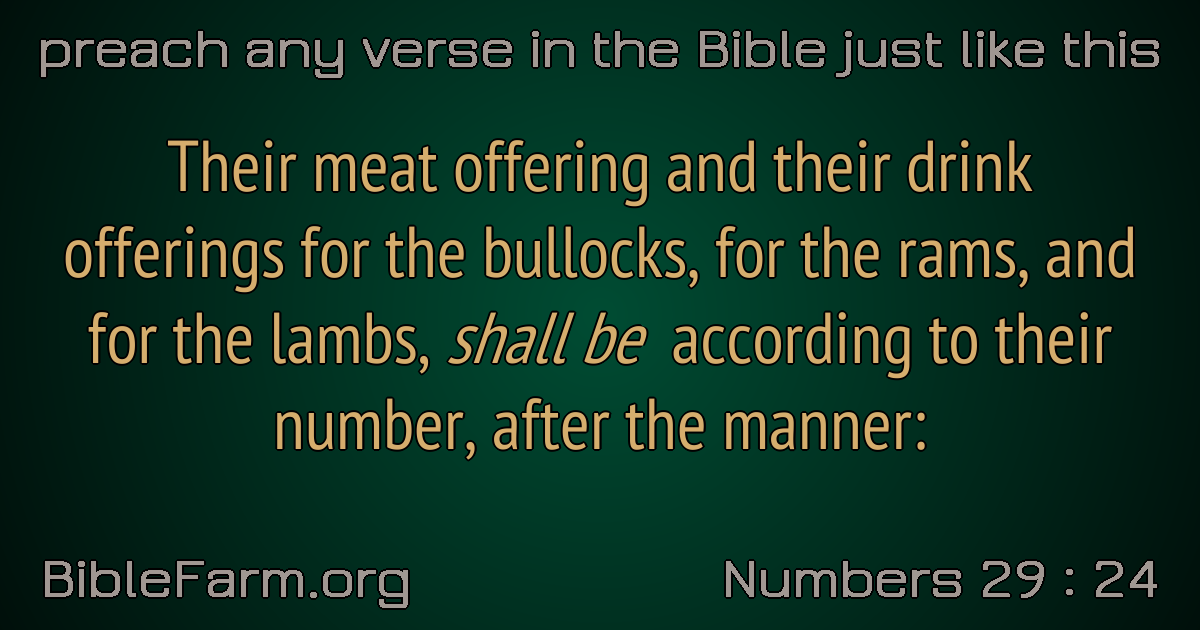 preach any verse in the Bible just like this
Their meat offering and their drink
offerings for the bullocks, for the rams, and
for the lambs, shall be according to their
number, after the manner:
BibleFarm.org
Numbers 29 : 24